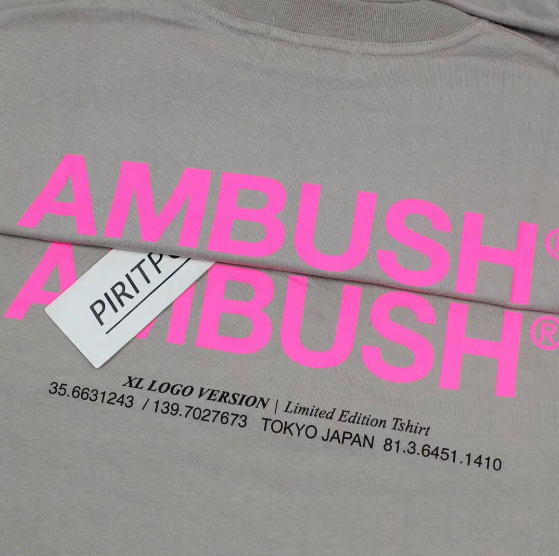 AMBUSH®
AMBUSH®
XL LOGO VERSION | Limited Edition Tshirt
35.6631243 / 139.7027673 TOKYO JAPAN 81.3.6451.1410